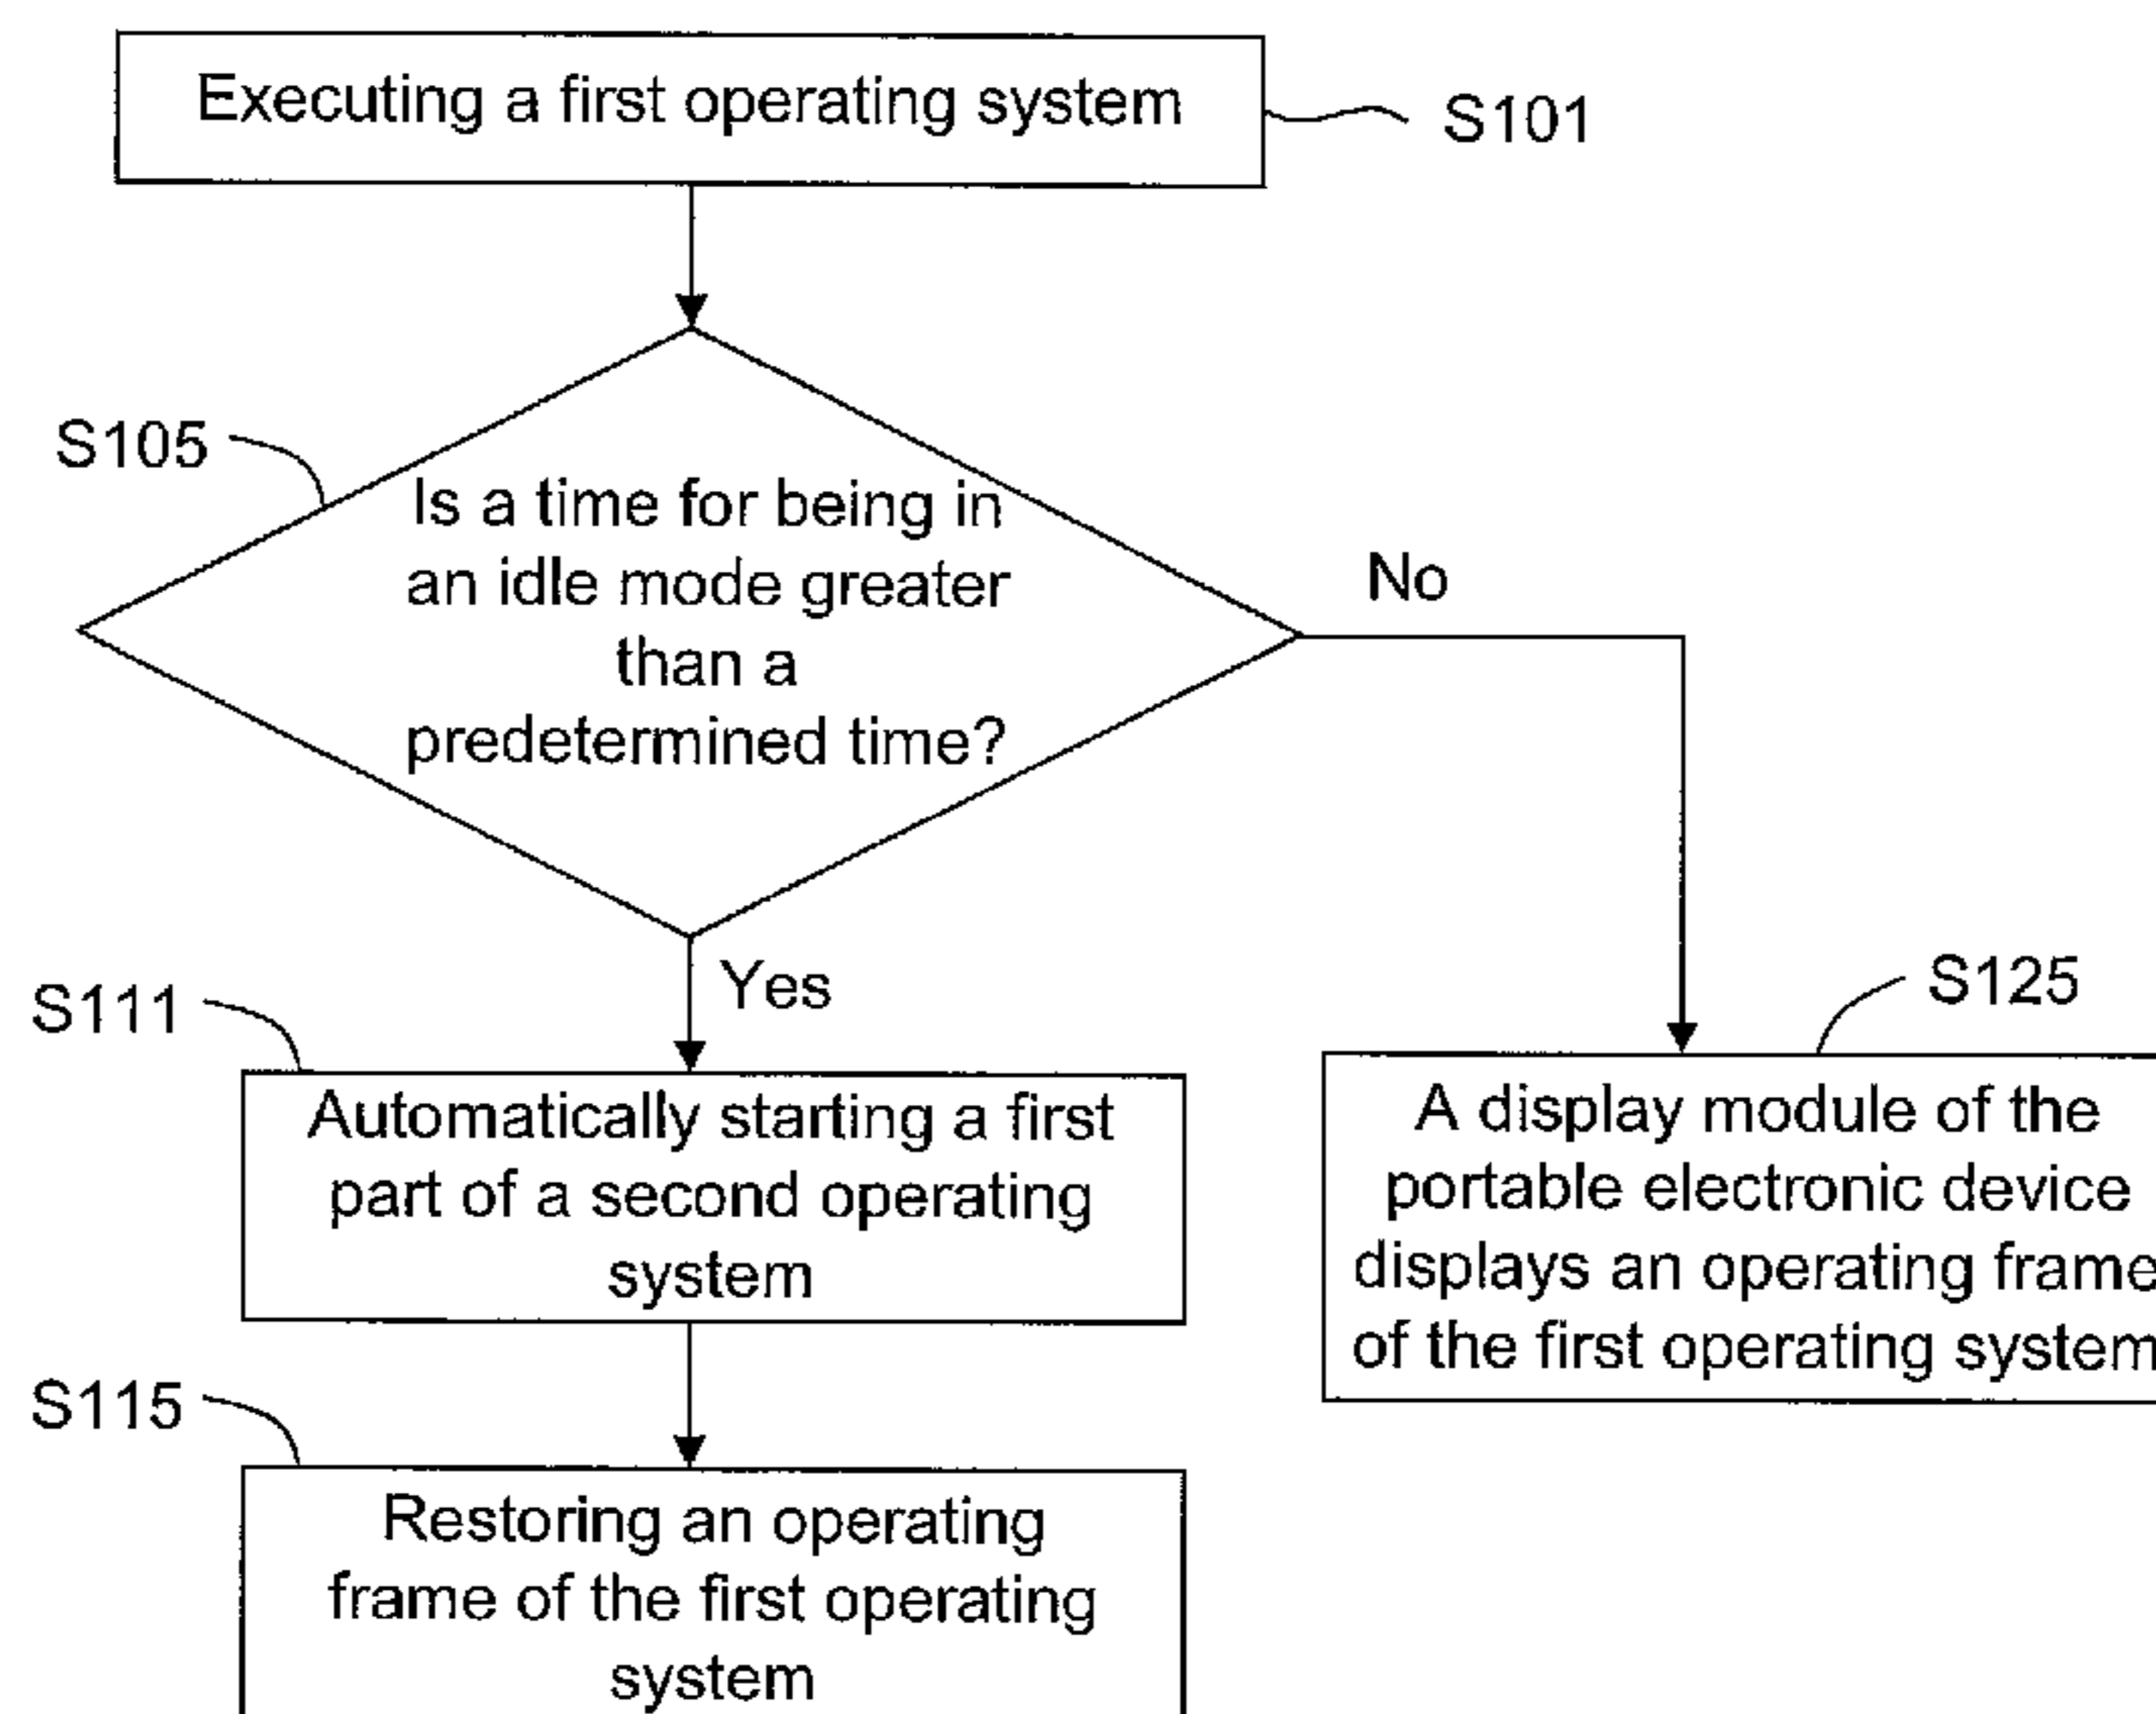 Executing a first operating system
S101
S105
Is a time for being in
an idle mode greater
than a
predetermined time?
No
Yes
S111
Automatically starting a first
part of a second operating
system
S125
A display module of the
portable electronic device
displays an operating frame
of the first operating system
S115
Restoring an operating
frame of the first operating
system